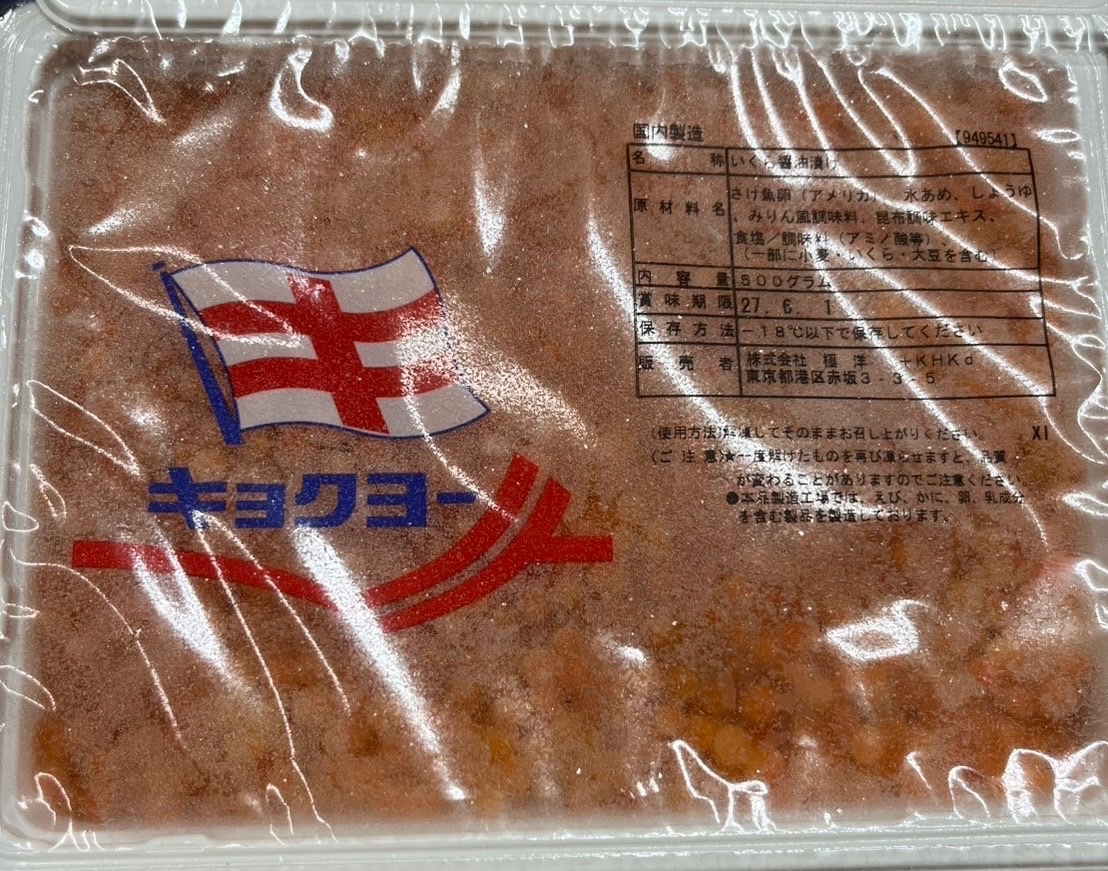 キョクヨー
国内製造 【949541】
名 称 いくら醤油漬け
原材料名 さけ魚卵（アメリカ）、水あめ、しょうゆ
、みりん風調味料、昆布調味エキス、
食塩／調味料（アミノ酸等）、
（一部に小麦・いくら・大豆を含む）
内容量 500グラム
賞味期限 27. 6. 1
保存方法 −18℃以下で保存してください
販売者 株式会社 極 洋 +KHKd
東京都港区赤坂3-3-5
(使用方法)解凍してそのままお召し上がりください。 XI
(ご注意)★一度解けたものを再び凍らせますと、品質
が変わることがありますのでご注意ください。
●本品製造工場では、えび、かに、卵、乳成分
を含む製品を製造しております。